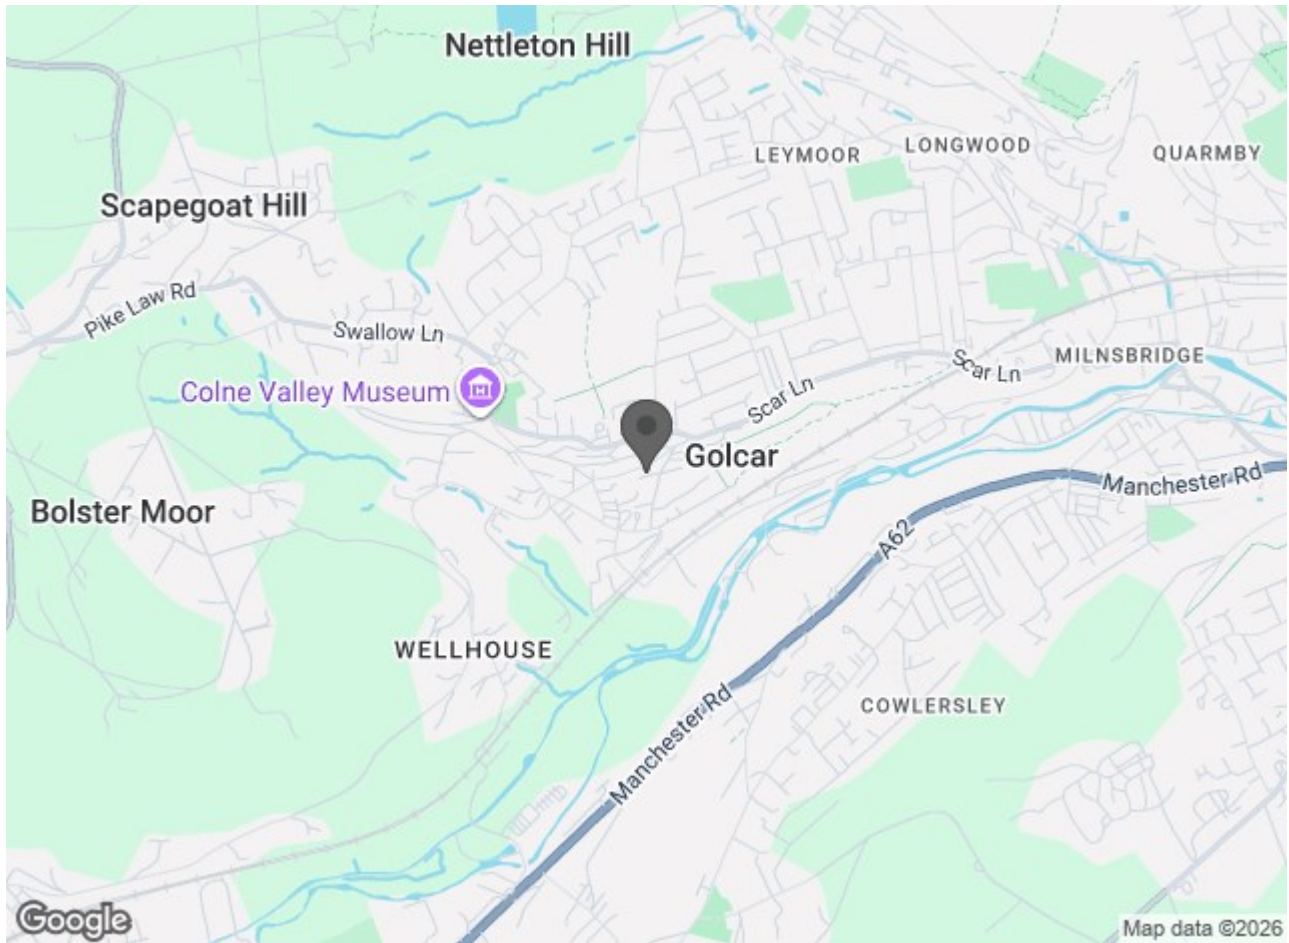 Nettleton Hill
LEYMOOR
LONGWOOD
QUARMBY
Scapegoat Hill
Pike Law Rd
Swallow Ln
Scar Ln
MILNSBRIDGE
Colne Valley Museum
Scar Ln
Golcar
Manchester Rd
Bolster Moor
A62
WELLHOUSE
COWLERSLEY
Manchester Rd
Google
Map data ©2026